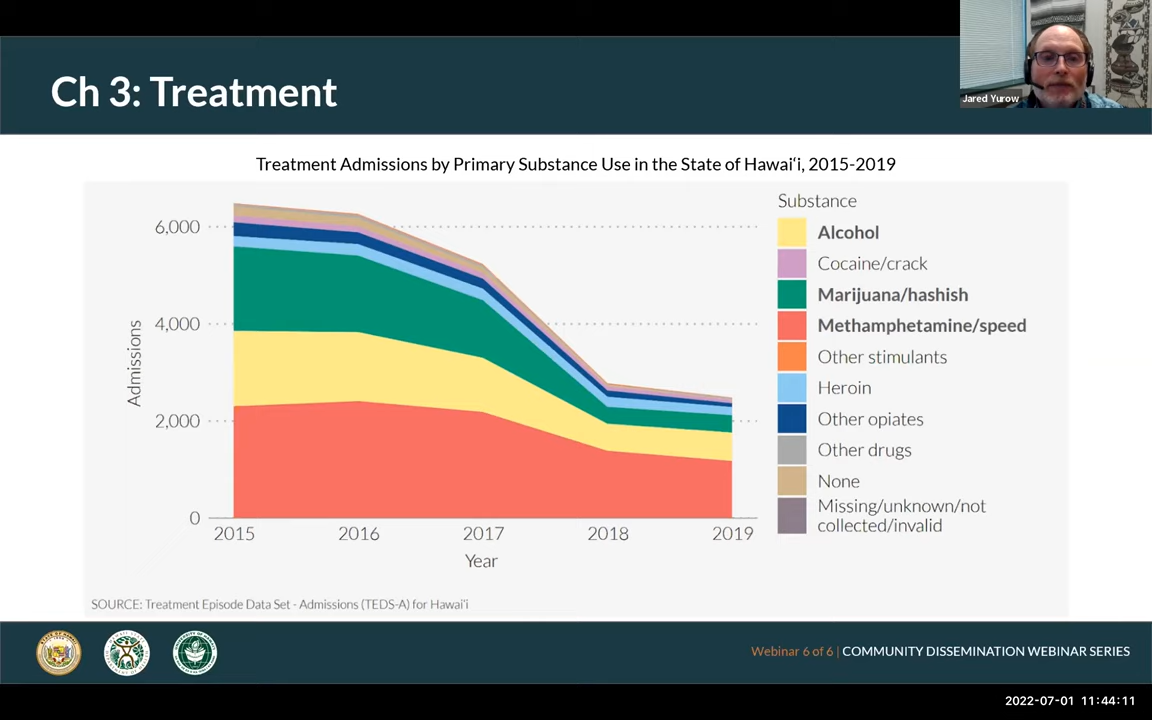 Jared Yurow
Ch 3: Treatment
Treatment Admissions by Primary Substance Use in the State of Hawaiʻi, 2015-2019
Admissions
6,000
4,000
2,000
0
2015
2016
2017
2018
2019
Year
Substance
Alcohol
Cocaine/crack
Marijuana/hashish
Methamphetamine/speed
Other stimulants
Heroin
Other opiates
Other drugs
None
Missing/unknown/not
collected/invalid
SOURCE: Treatment Episode Data Set - Admissions (TEDS-A) for Hawaiʻi
Webinar 6 of 6 | COMMUNITY DISSEMINATION WEBINAR SERIES
2022-07-01 11:44:11